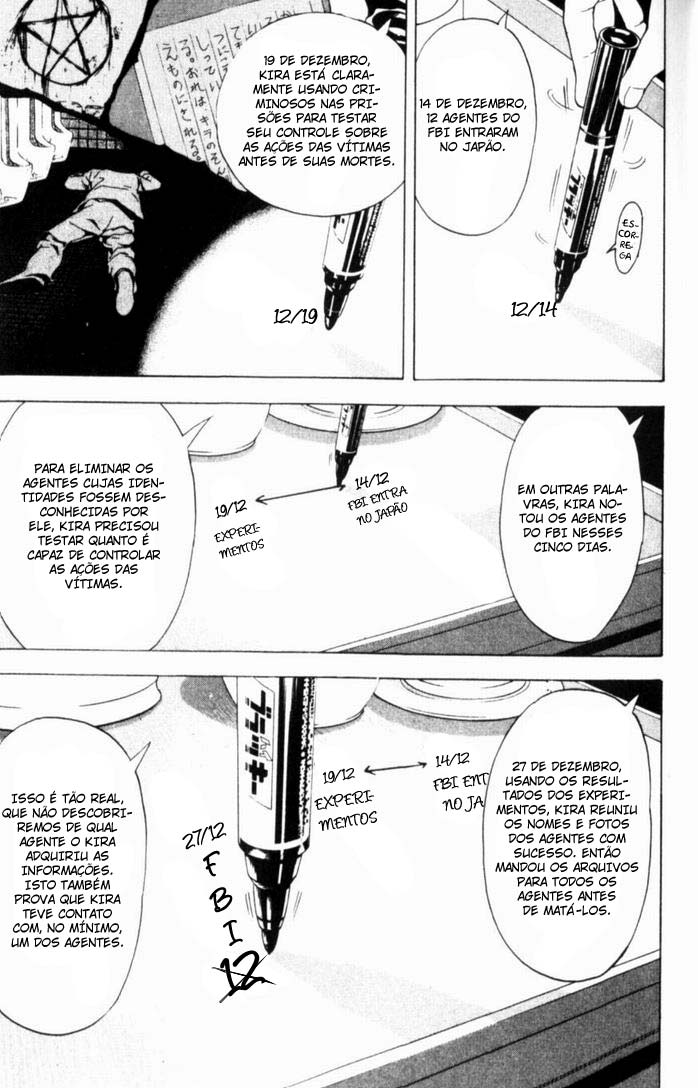 14 DE DEZEMBRO,
12 AGENTES DO
FBI ENTRARAM
NO JAPÃO.
ES-
COR-
RE-
GA
12/14
19 DE DEZEMBRO,
KIRA ESTÁ CLARA-
MENTE USANDO CRI-
MINOSOS NAS PRI-
SÕES PARA TESTAR
SEU CONTROLE SOBRE
AS AÇÕES DAS VÍTIMAS
ANTES DE SUAS MORTES.
12/19
EM OUTRAS PALA-
VRAS, KIRA NO-
TOU OS AGENTES
DO FBI NESSES
CINCO DIAS.
14/12
FBI ENTRA
NO JAPÃO
19/12
EXPERI-
MENTOS
PARA ELIMINAR OS
AGENTES CUJAS IDEN-
TIDADES FOSSEM DES-
CONHECIDAS POR
ELE, KIRA PRECISOU
TESTAR QUANTO É
CAPAZ DE CONTROLAR
AS AÇÕES DAS
VÍTIMAS.
27 DE DEZEMBRO,
USANDO OS RESUL-
TADOS DOS EXPERI-
MENTOS, KIRA REUNIU
OS NOMES E FOTOS
DOS AGENTES COM
SUCESSO. ENTÃO
MANDOU OS ARQUIVOS
PARA TODOS OS
AGENTES ANTES
DE MATÁ-LOS.
14/12
FBI ENT
NO JA
19/12
EXPERI-
MENTOS
27/12
FBI
12
ISSO É TÃO REAL,
QUE NÃO DESCOBRI-
REMOS DE QUAL
AGENTE O KIRA
ADQUIRIU AS
INFORMAÇÕES.
ISTO TAMBÉM
PROVA QUE KIRA
TEVE CONTATO
COM, NO MÍNIMO,
UM DOS AGENTES.